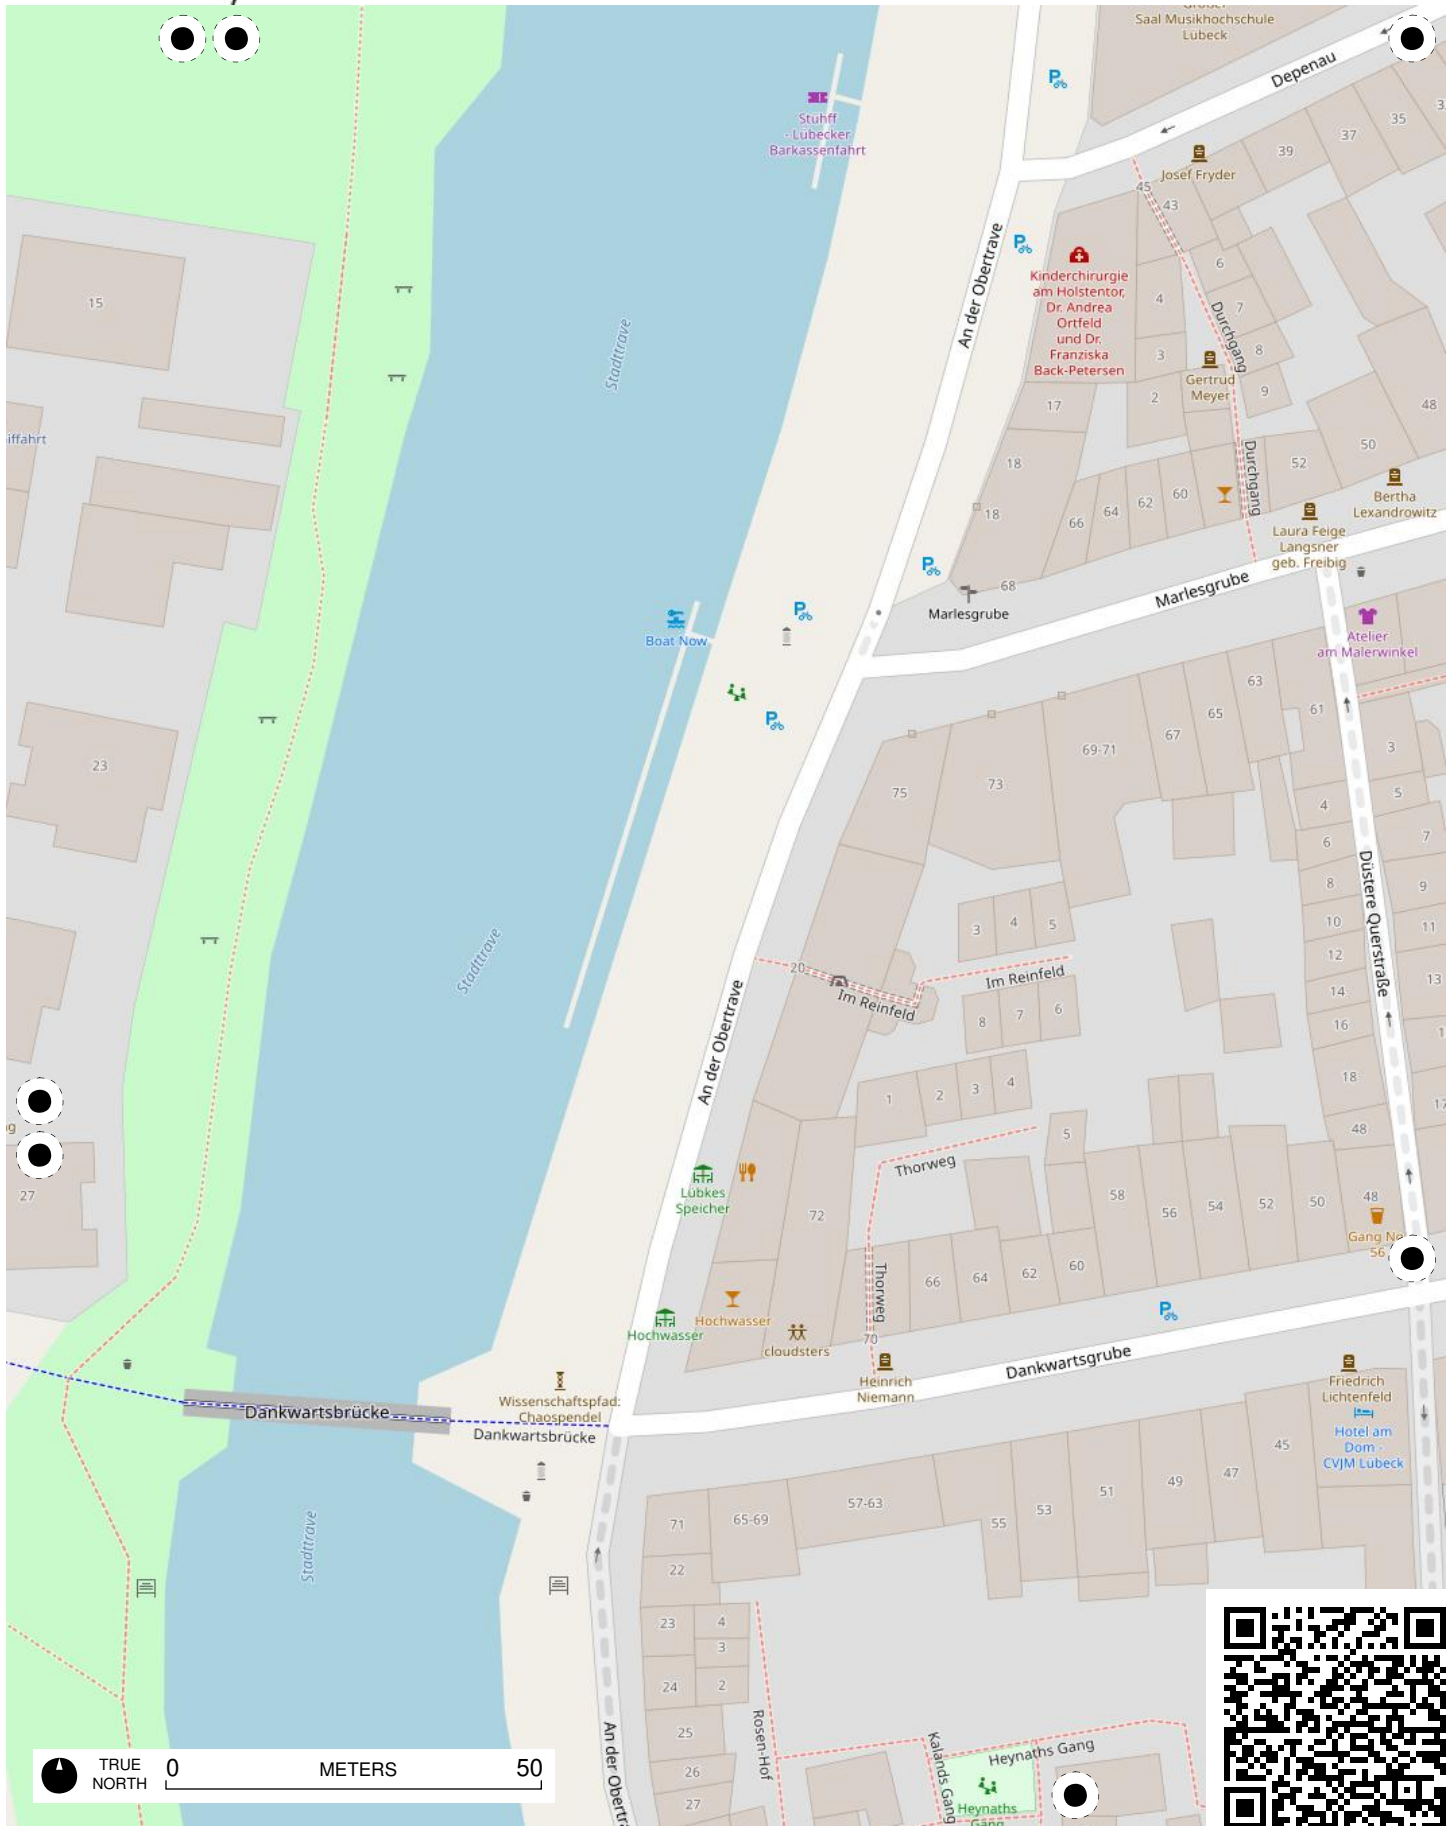 Saal Musikhochschule
Lübeck
Depenau
Stühff
- Lübecker
Barkassenfahrt
35
37
39
Josef Fryder
45
43
An der Obertrave
Kinderchirurgie
am Holstentor,
Dr. Andrea
Ortfeld
und Dr.
Franziska
Back-Petersen
6
7
8
9
4
3
2
Durchgang
Gertrud
Meyer
15
Stadttrave
17
48
iffahrt
18
50
52
Durchgang
Bertha
Lexandrowitz
18
66
64
62
60
Laura Feige
Langsner
geb. Freibig
68
Marlesgrube
Marlesgrube
Boat Now
Atelier
am Malerwinkel
63
65
67
69-71
61
3
23
75
73
4
5
6
7
8
9
10
11
12
13
14
16
18
17
48
Düstere Querstraße
3
4
5
20
Im Reinfeld
Im Reinfeld
8
7
6
Stadttrave
An der Obertrave
1
2
3
4
5
Thorweg
Lübkes
Speicher
27
72
58
56
54
52
50
48
Gang No
56
66
64
62
60
Thorweg
70
Hochwasser
Hochwasser
cloudsters
Dankwartsgrube
Heinrich
Niemann
Friedrich
Lichtenfeld
Hotel am
Dom -
CVJM Lübeck
Wissenschaftspfad:
Chaospendel
Dankwartsbrücke
Dankwartsbrücke
71
65-69
57-63
55
53
51
49
47
45
Stadttrave
22
23
4
3
24
2
25
26
27
Rosen-Hof
Kalands Gang
Heynaths Gang
Heynaths
Gang
An der Obertra
TRUE
NORTH
0 METERS 50